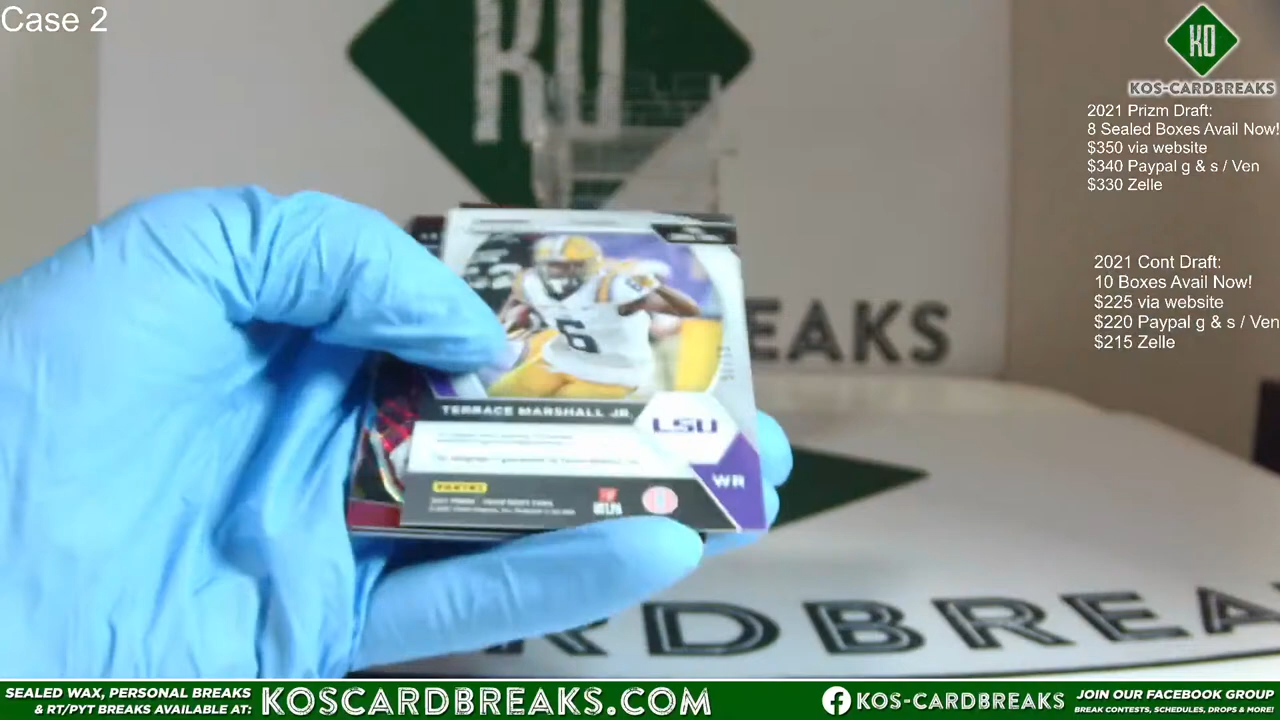 Case 2
KO
KO
KOS-CARDBREAKS
2021 Prizm Draft:
8 Sealed Boxes Avail Now!
$350 via website
$340 Paypal g & s / Ven
$330 Zelle
2021 Cont Draft:
10 Boxes Avail Now!
$225 via website
$220 Paypal g & s / Ven
$215 Zelle
EAKS
6
TERRACE MARSHALL JR.
LSU
WR
PANINI
RDBREA
SEALED WAX, PERSONAL BREAKS
& RT/PYT BREAKS AVAILABLE AT:
KOSCARDBREAKS.COM
KOS-CARDBREAKS
JOIN OUR FACEBOOK GROUP
BREAK CONTESTS, SCHEDULES, DROPS & MORE!